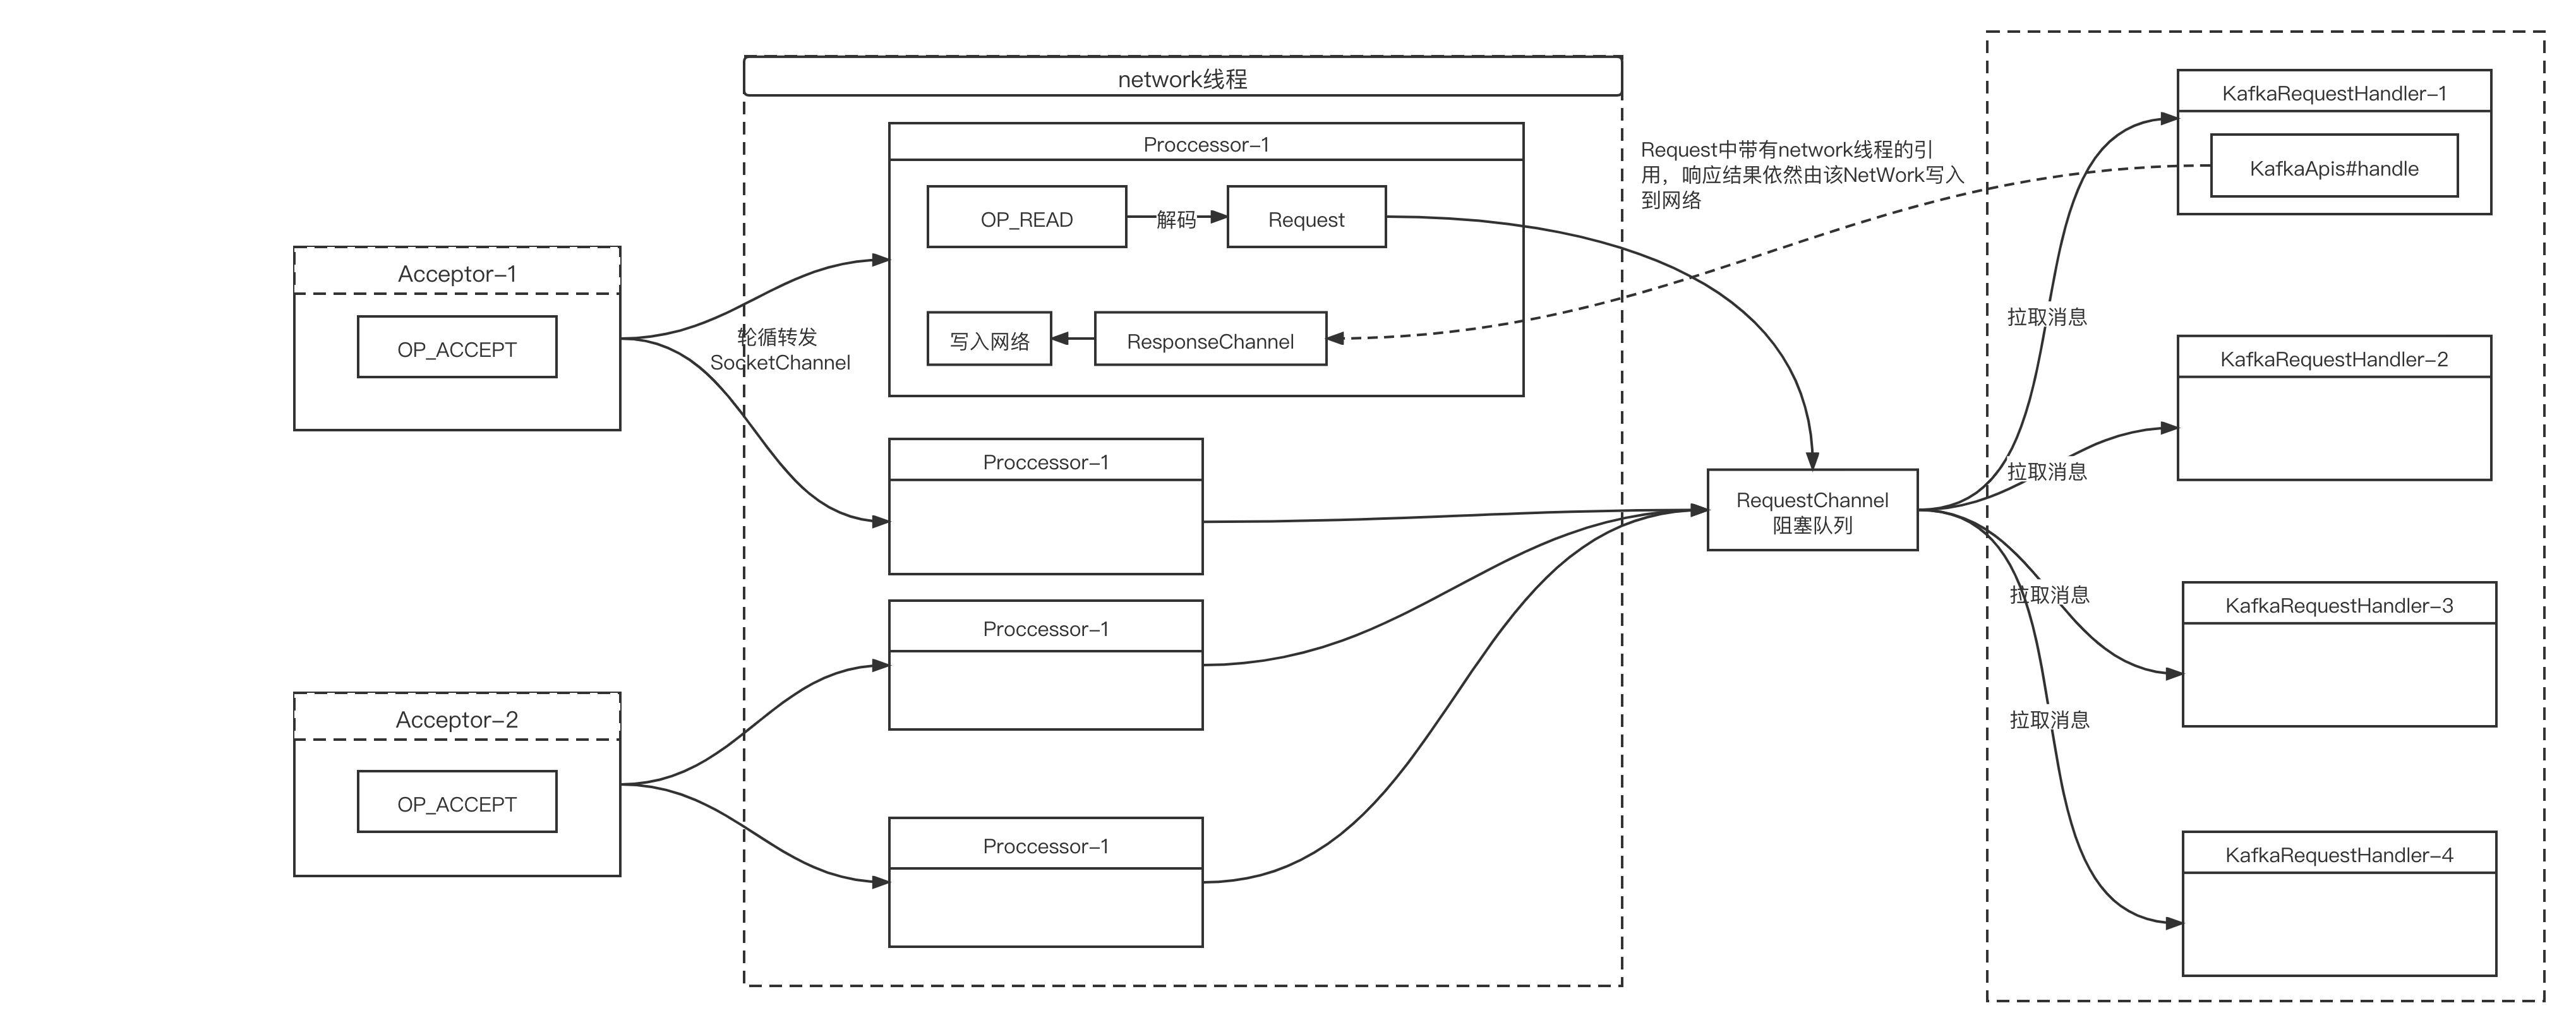 Acceptor-1
OP_ACCEPT
Acceptor-2
OP_ACCEPT
轮循转发
SocketChannel
network线程
Proccessor-1
OP_READ
解码
Request
写入网络
ResponseChannel
Proccessor-1
Proccessor-1
Proccessor-1
Request中带有network线程的引
用，响应结果依然由该NetWork写入
到网络
RequestChannel
阻塞队列
拉取消息
拉取消息
拉取消息
拉取消息
KafkaRequestHandler-1
KafkaApis#handle
KafkaRequestHandler-2
KafkaRequestHandler-3
KafkaRequestHandler-4